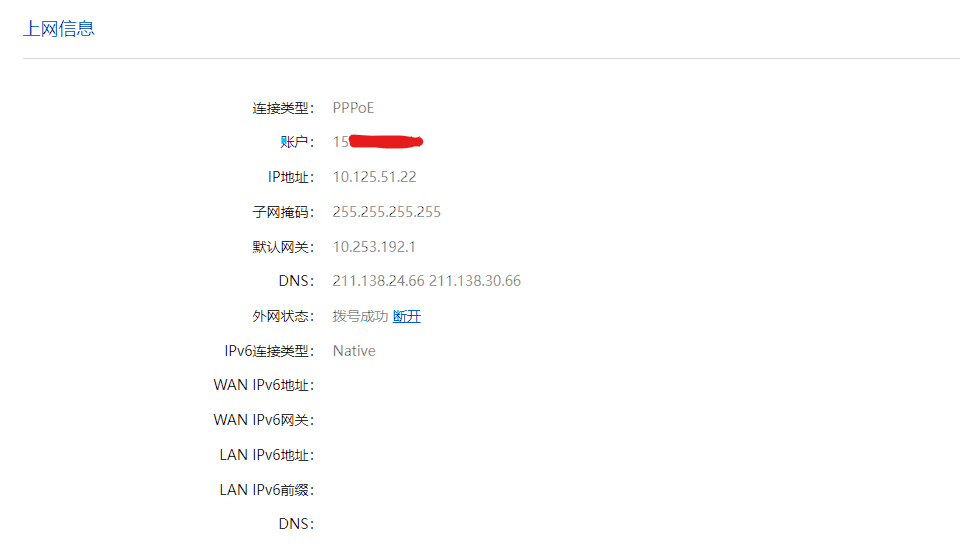 上网信息
连接类型： PPPoE
账户： 15
IP地址： 10.125.51.22
子网掩码： 255.255.255.255
默认网关： 10.253.192.1
DNS： 211.138.24.66 211.138.30.66
外网状态： 拨号成功 断开
IPv6连接类型： Native
WAN IPv6地址：
WAN IPv6网关：
LAN IPv6地址：
LAN IPv6前缀：
DNS：